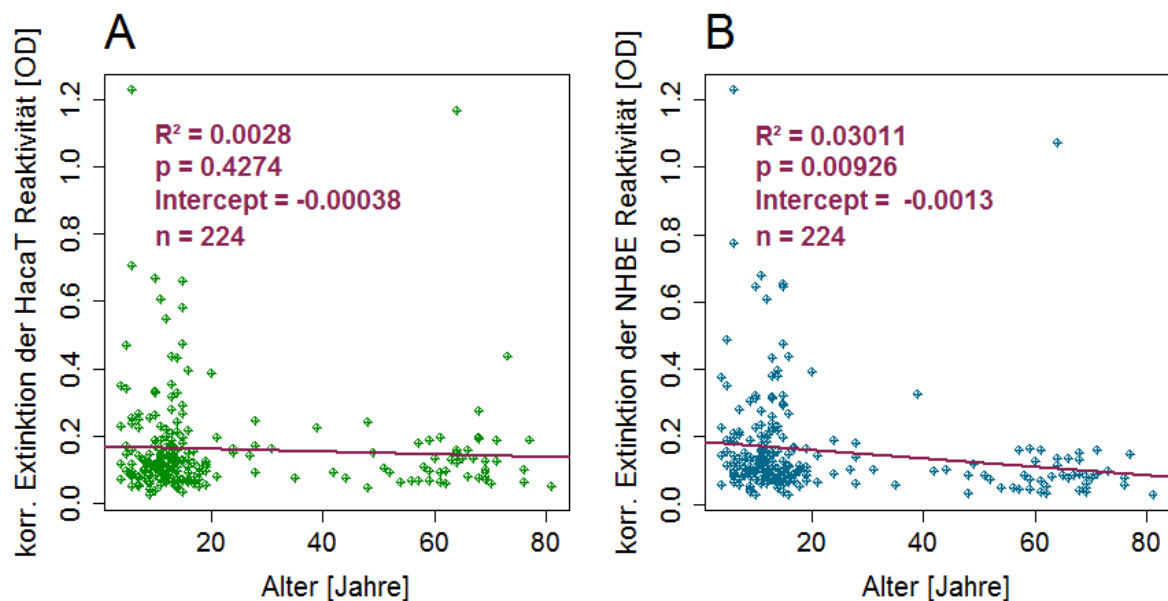 A
korr. Extinktion der HacaT Reaktivität [OD]
0.0 0.2 0.4 0.6 0.8 1.0 1.2
R² = 0.0028
p = 0.4274
Intercept = -0.00038
n = 224
20 40 60 80
Alter [Jahre]
B
korr. Extinktion der NHBE Reaktivität [OD]
0.0 0.2 0.4 0.6 0.8 1.0 1.2
R² = 0.03011
p = 0.00926
Intercept = -0.0013
n = 224
20 40 60 80
Alter [Jahre]